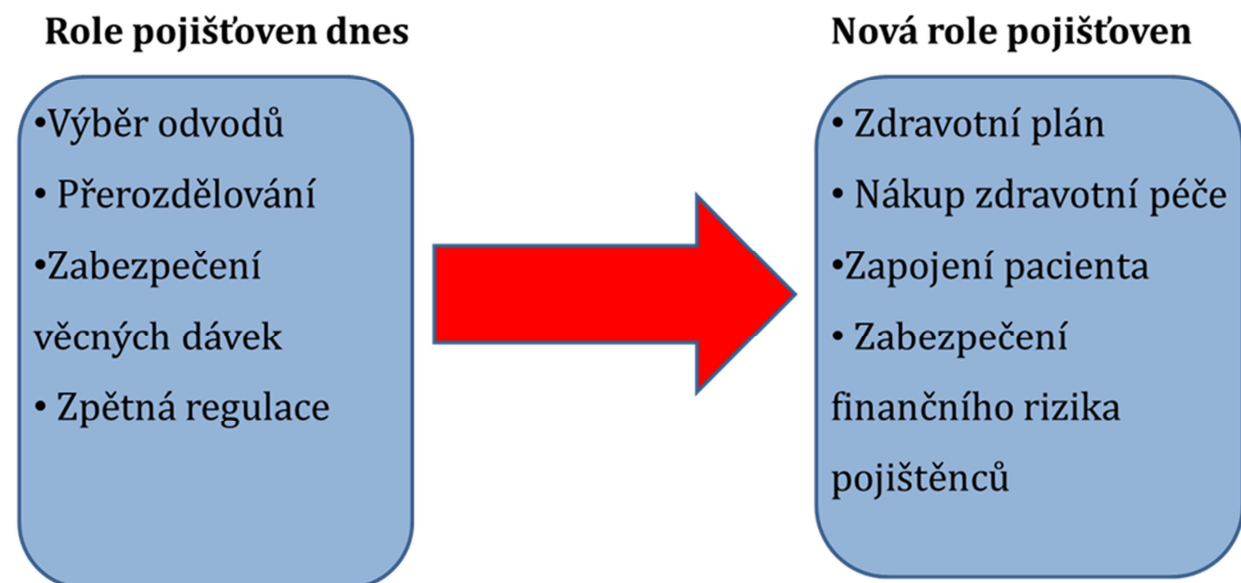 Role pojišťoven dnes
•Výběr odvodů
• Přerozdělování
•Zabezpečení
věcných dávek
• Zpětná regulace
Nová role pojišťoven
• Zdravotní plán
• Nákup zdravotní péče
•Zapojení pacienta
• Zabezpečení
finančního rizika
pojištěnců